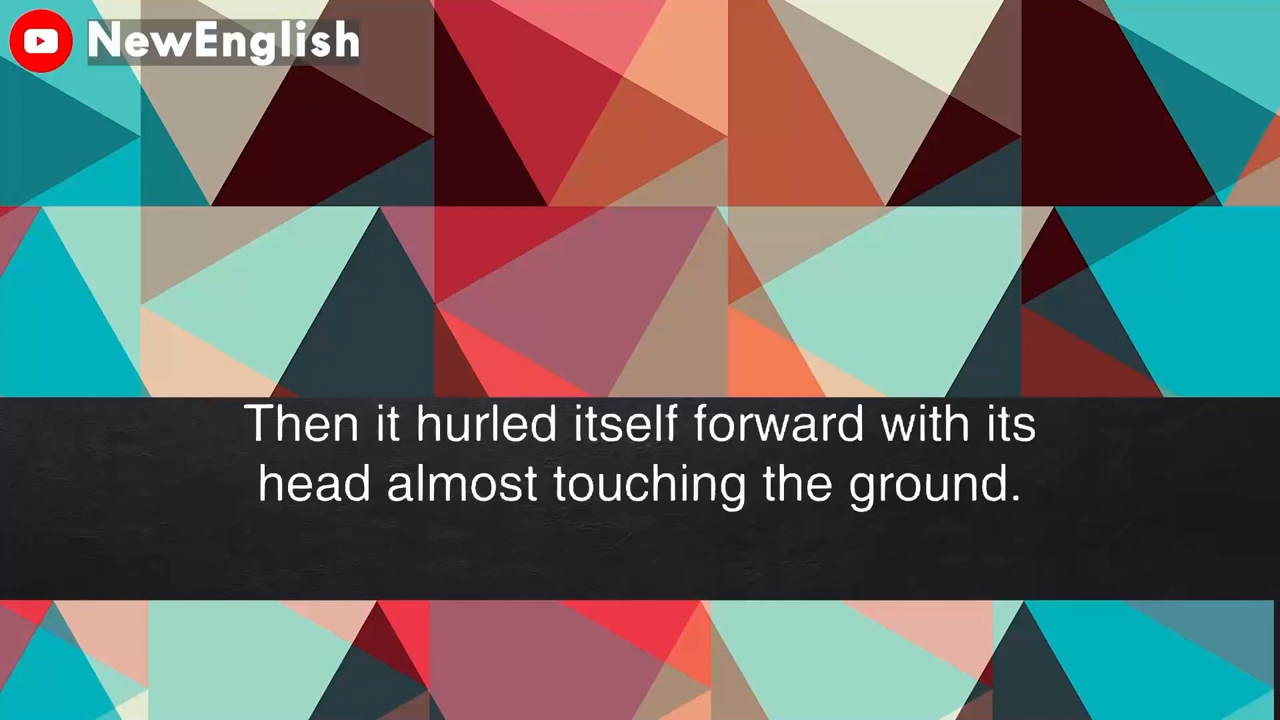 NewEnglish
Then it hurled itself forward with its
head almost touching the ground.